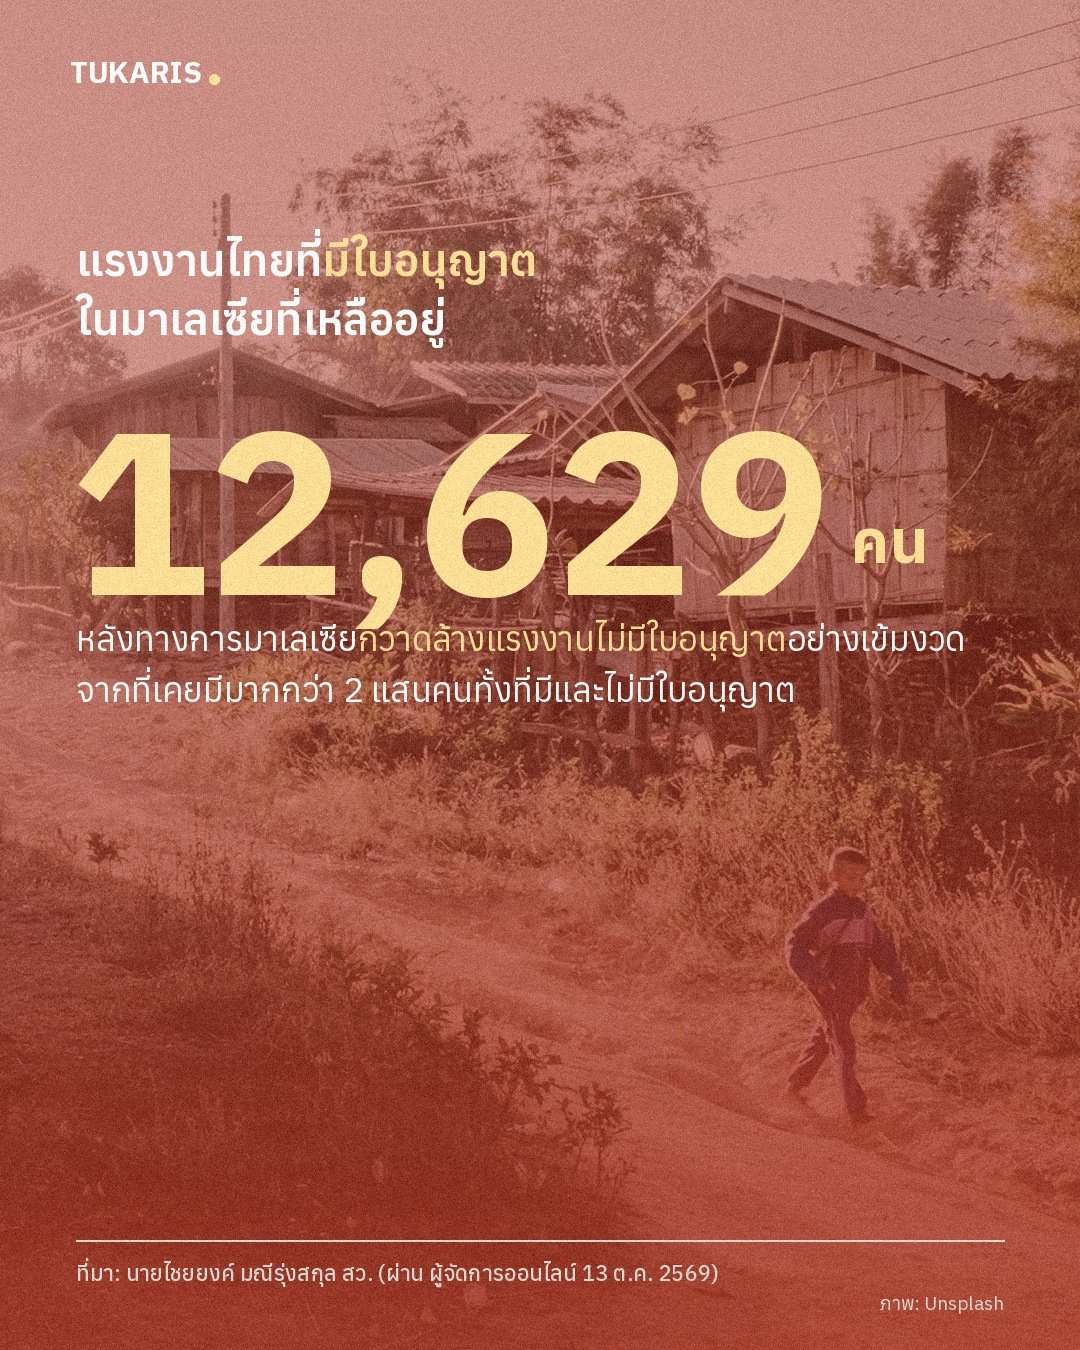 TUKARIS.
แรงงานไทยที่มีใบอนุญาต
ในมาเลเซียที่เหลืออยู่
12,629 คน
หลังทางการมาเลเซียกวาดล้างแรงงานไม่มีใบอนุญาตอย่างเข้มงวด
จากที่เคยมีมากกว่า 2 แสนคนทั้งที่มีและไม่มีใบอนุญาต
ที่มา: นายไชยยงค์ มณีรุ่งสกุล สว. (ผ่าน ผู้จัดการออนไลน์ 13 ต.ค. 2569)
ภาพ: Unsplash